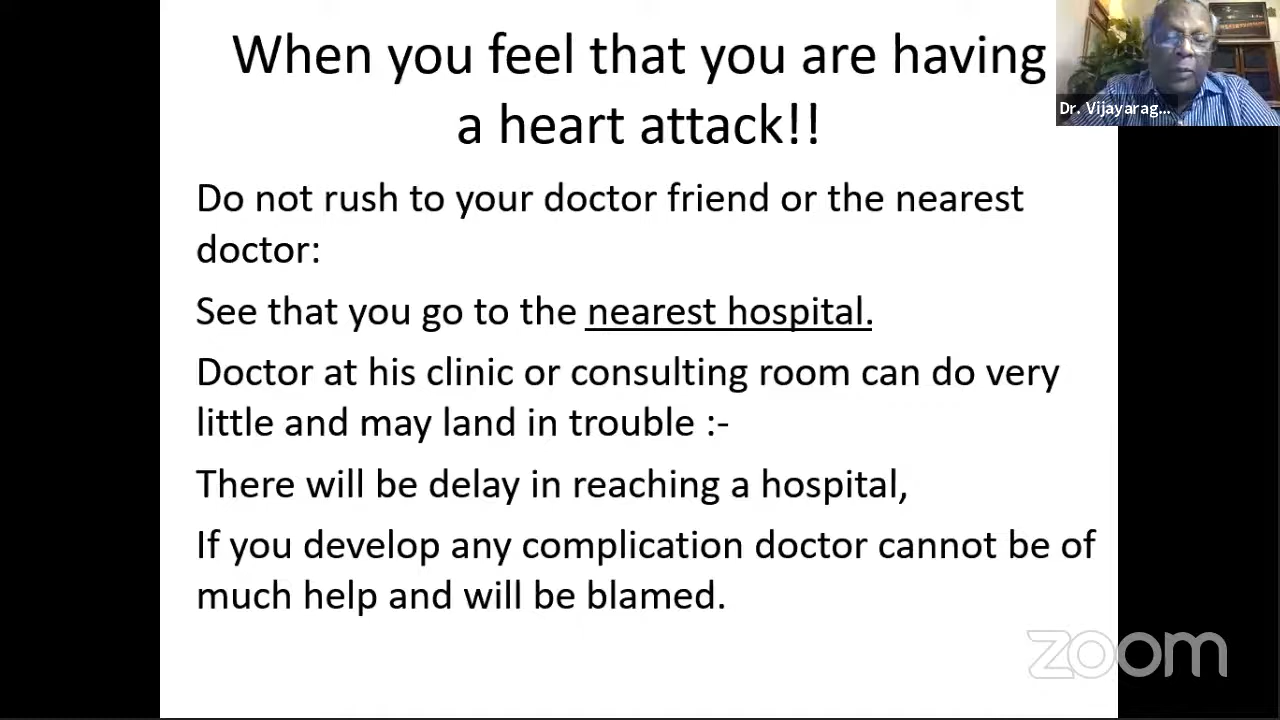 When you feel that you are having
a heart attack!!
Dr. Vijayarag...
Do not rush to your doctor friend or the nearest
doctor:
See that you go to the nearest hospital.
Doctor at his clinic or consulting room can do very
little and may land in trouble :-
There will be delay in reaching a hospital,
If you develop any complication doctor cannot be of
much help and will be blamed.
zoom